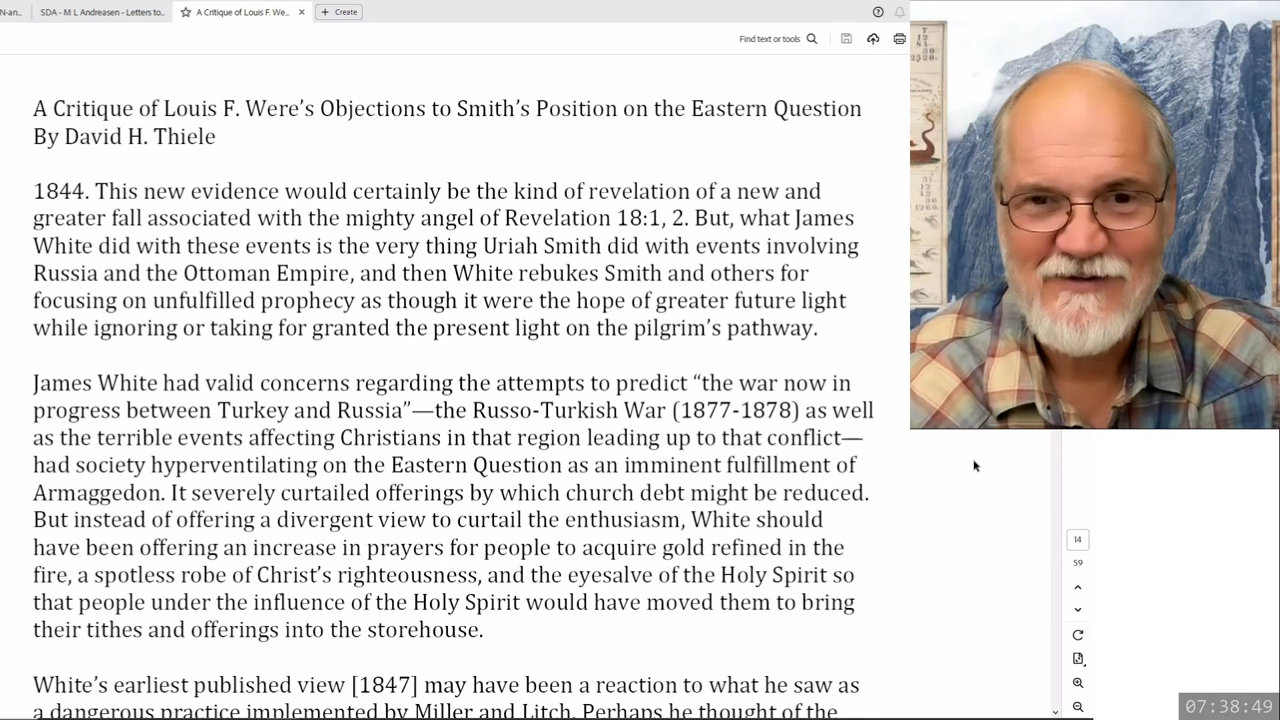 N-an..
SDA - M L Andreasen - Letters to..
A Critique of Louis F. We..
Create
Find text or tools
A Critique of Louis F. Were’s Objections to Smith’s Position on the Eastern Question
By David H. Thiele
1844. This new evidence would certainly be the kind of revelation of a new and
greater fall associated with the mighty angel of Revelation 18:1, 2. But, what James
White did with these events is the very thing Uriah Smith did with events involving
Russia and the Ottoman Empire, and then White rebukes Smith and others for
focusing on unfulfilled prophecy as though it were the hope of greater future light
while ignoring or taking for granted the present light on the pilgrim’s pathway.
James White had valid concerns regarding the attempts to predict “the war now in
progress between Turkey and Russia”—the Russo-Turkish War (1877-1878) as well
as the terrible events affecting Christians in that region leading up to that conflict—
had society hyperventilating on the Eastern Question as an imminent fulfillment of
Armaggedon. It severely curtailed offerings by which church debt might be reduced.
But instead of offering a divergent view to curtail the enthusiasm, White should
have been offering an increase in prayers for people to acquire gold refined in the
fire, a spotless robe of Christ’s righteousness, and the eyesalve of the Holy Spirit so
that people under the influence of the Holy Spirit would have moved them to bring
their tithes and offerings into the storehouse.
White’s earliest published view [1847] may have been a reaction to what he saw as
a dangerous practice implemented by Miller and Litch. Perhaps he thought of the
14
59
07:38:49